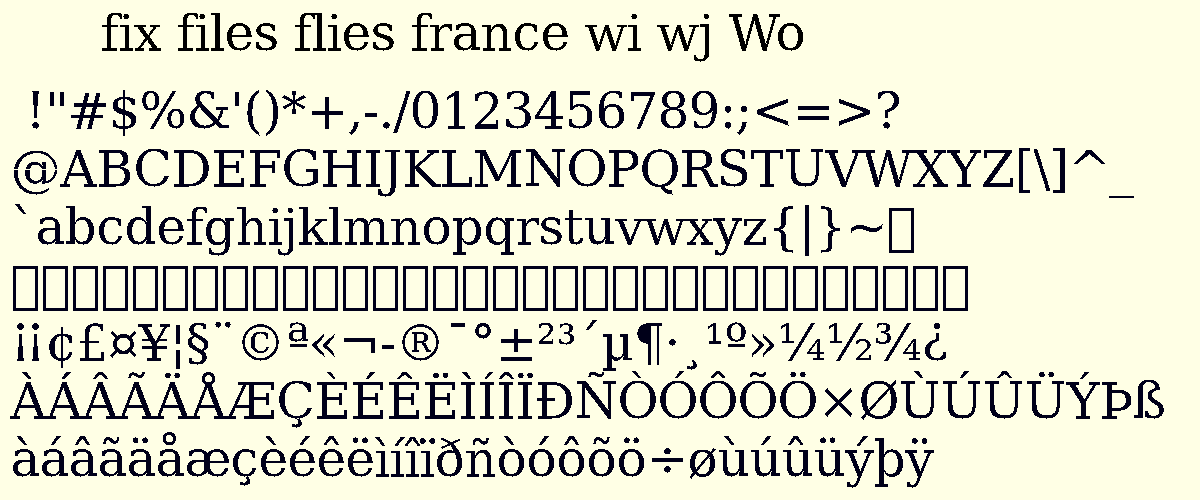 fix files flies france wi wj Wo
!"#$%&'()*+,-./0123456789:;<=>?
@ABCDEFGHIJKLMNOPQRSTUVWXYZ[\]^_
`abcdefghijklmnopqrstuvwxyz{|}~▯
▯▯▯▯▯▯▯▯▯▯▯▯▯▯▯▯▯▯▯▯▯▯▯▯▯▯▯▯▯▯▯▯
¡¡¢£¤¥¦§¨©ª«¬-®¯°±²³´µ¶·¸¹º»¼½¾¿
ÀÁÂÃÄÅÆÇÈÉÊËÌÍÎÏÐÑÒÓÔÕÖ×ØÙÚÛÜÝÞß
àáâãäåæçèéêëìíîïðñòóôõö÷øùúûüýþÿ